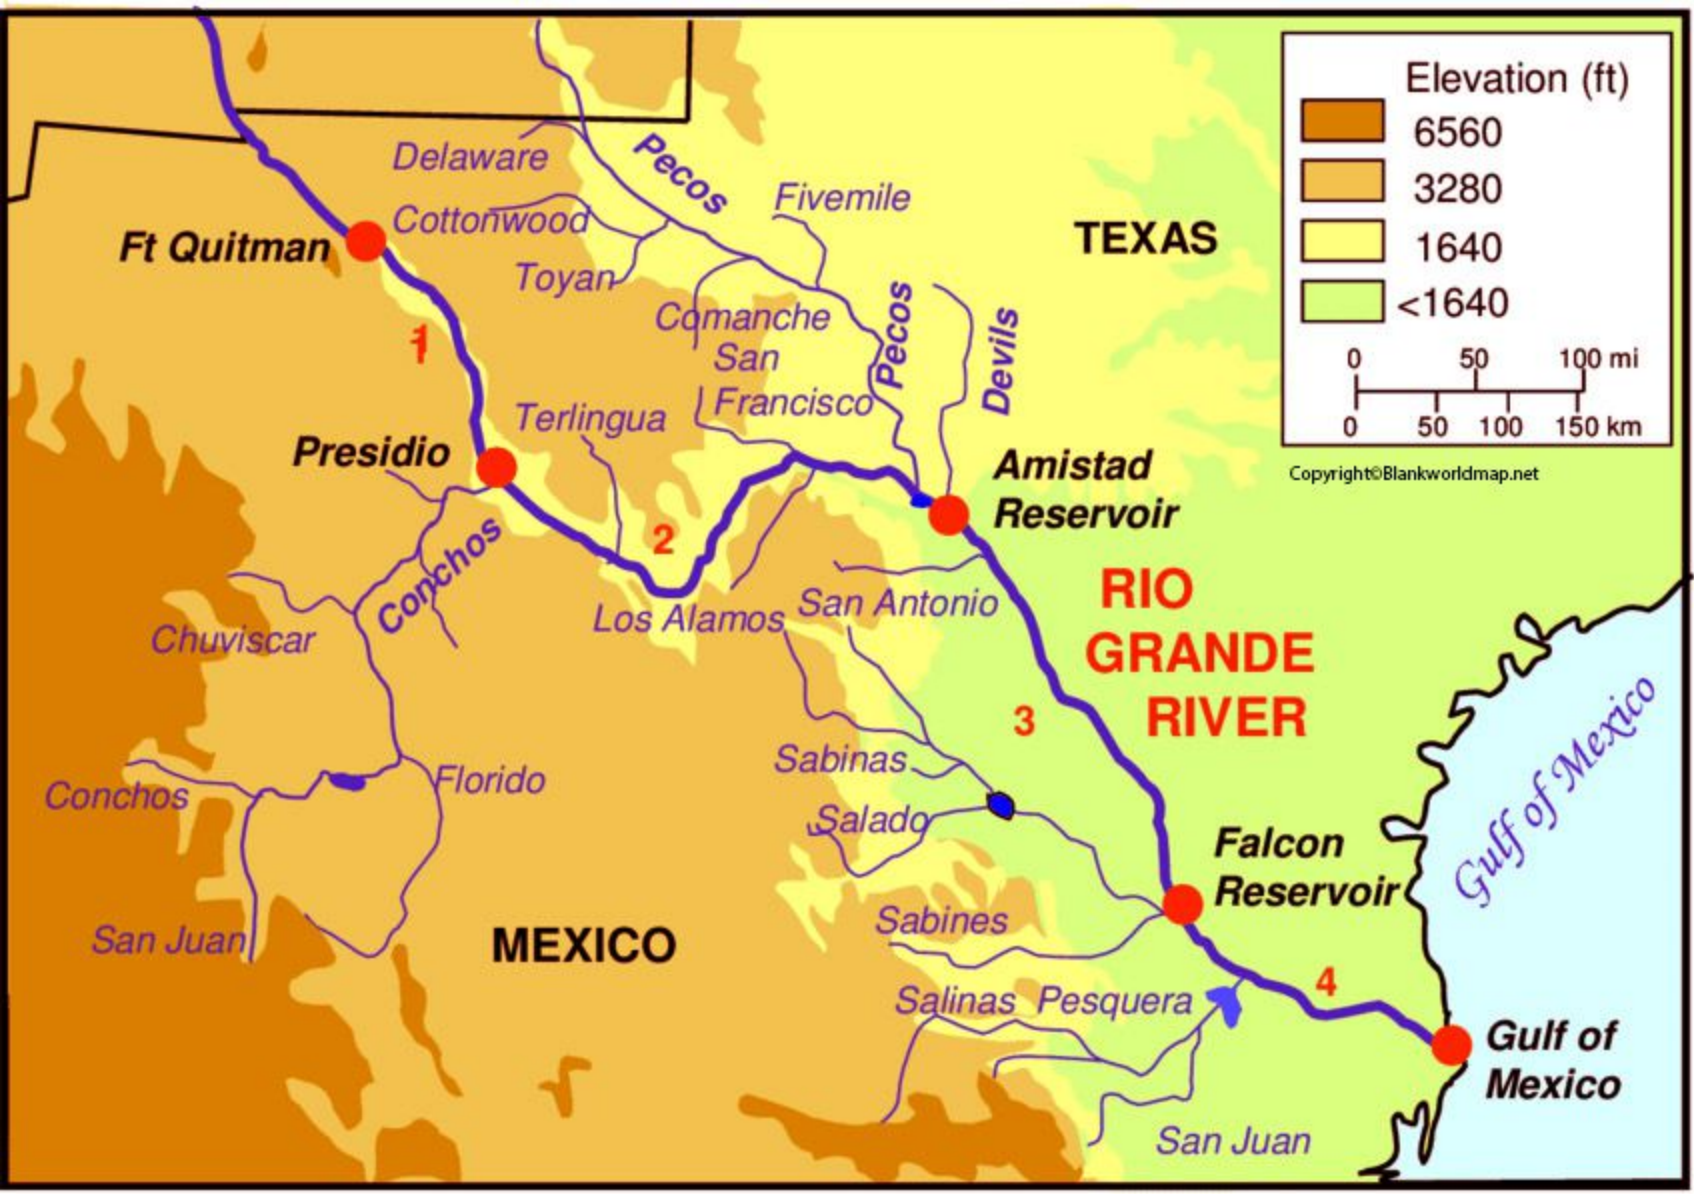 Elevation (ft)
6560
3280
1640
<1640
0 50 100 mi
0 50 100 150 km
Copyright©Blankworldmap.net
Delaware
Pecos
Cottonwood
Fivemile
Ft Quitman
TEXAS
Toyan
Comanche
Pecos
Devils
1
San
Francisco
Terlingua
Presidio
Amistad
Reservoir
2
Conchos
San Antonio
Los Alamos
RIO
GRANDE
RIVER
Chuviscar
3
Gulf of Mexico
Sabinas
Florido
Conchos
Salado
Falcon
Reservoir
Sabines
San Juan
MEXICO
4
Salinas Pesquera
Gulf of
Mexico
San Juan